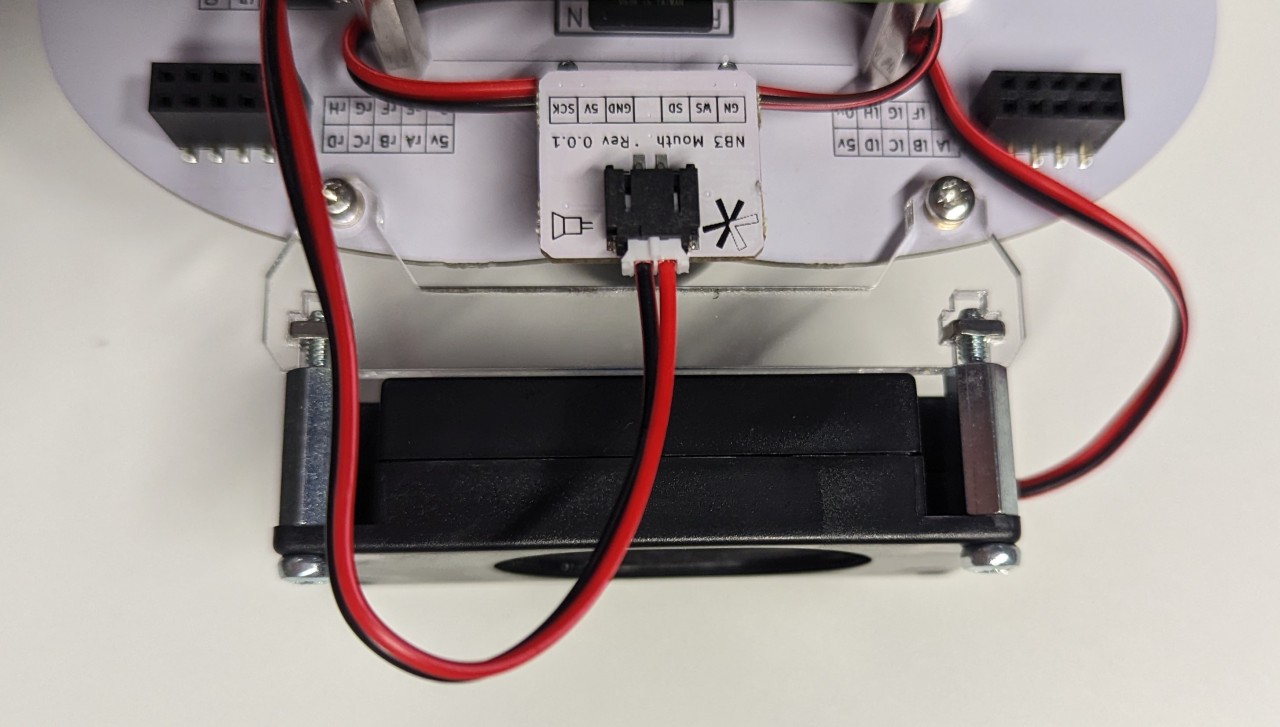 NB3 Mouth Rev 0.0.1
GN WS SD GND 5V SCK
lA lB lC lD 5v
lF lG lH 0v
5v rA rB rC rD
rE rF rG rH
N